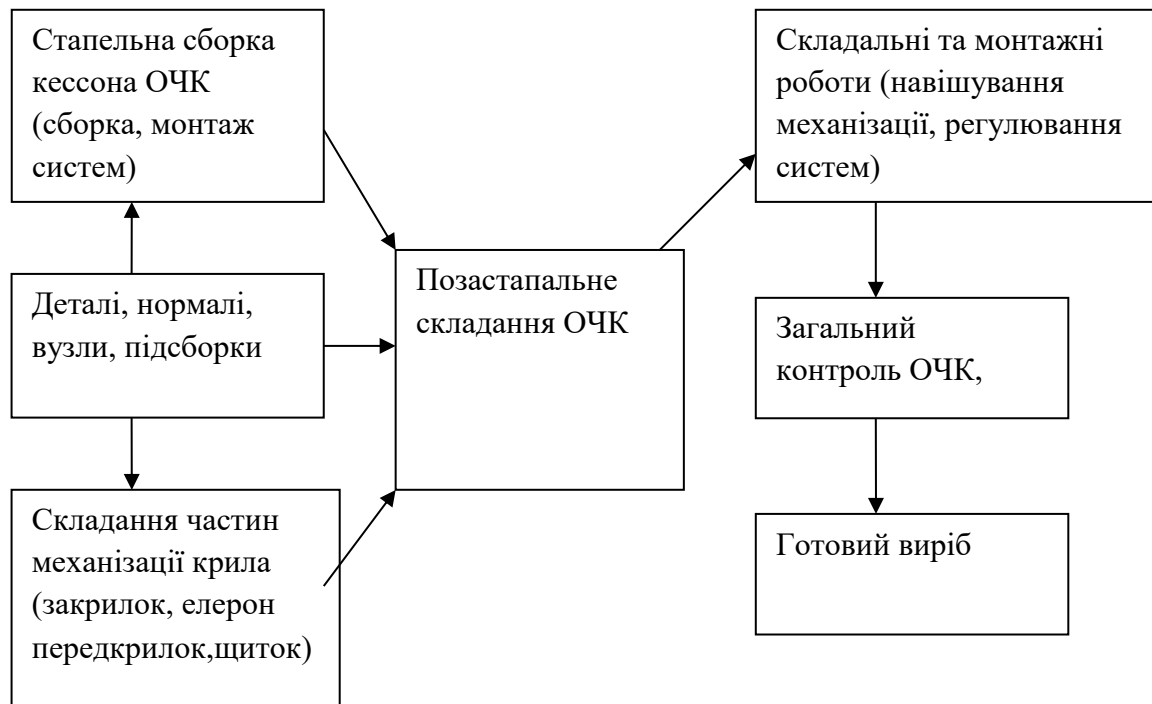 Стапельна сборка
кессона ОЧК
(сборка, монтаж
систем)
Деталі, нормалі,
вузли, підсборки
Складання частин
механізації крила
(закрилок, елерон
передкрилок,щиток)
Позастапальне
складання ОЧК
Складальні та монтажні
роботи (навішування
механізації, регулювання
систем)
Загальний
контроль ОЧК,
Готовий виріб